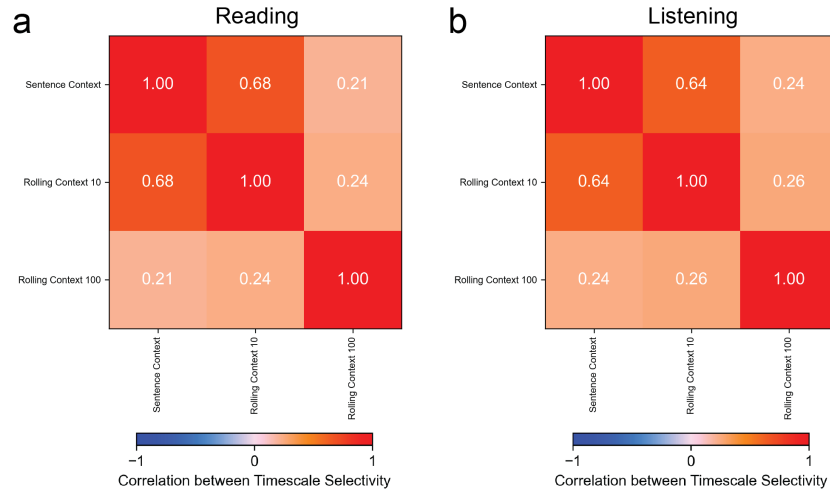 a
Reading
Sentence Context
1.00 0.68 0.21
Rolling Context 10
0.68 1.00 0.24
Rolling Context 100
0.21 0.24 1.00
Sentence Context
Rolling Context 10
Rolling Context 100
−1 0 1
Correlation between Timescale Selectivity
b
Listening
Sentence Context
1.00 0.64 0.24
Rolling Context 10
0.64 1.00 0.26
Rolling Context 100
0.24 0.26 1.00
Sentence Context
Rolling Context 10
Rolling Context 100
−1 0 1
Correlation between Timescale Selectivity